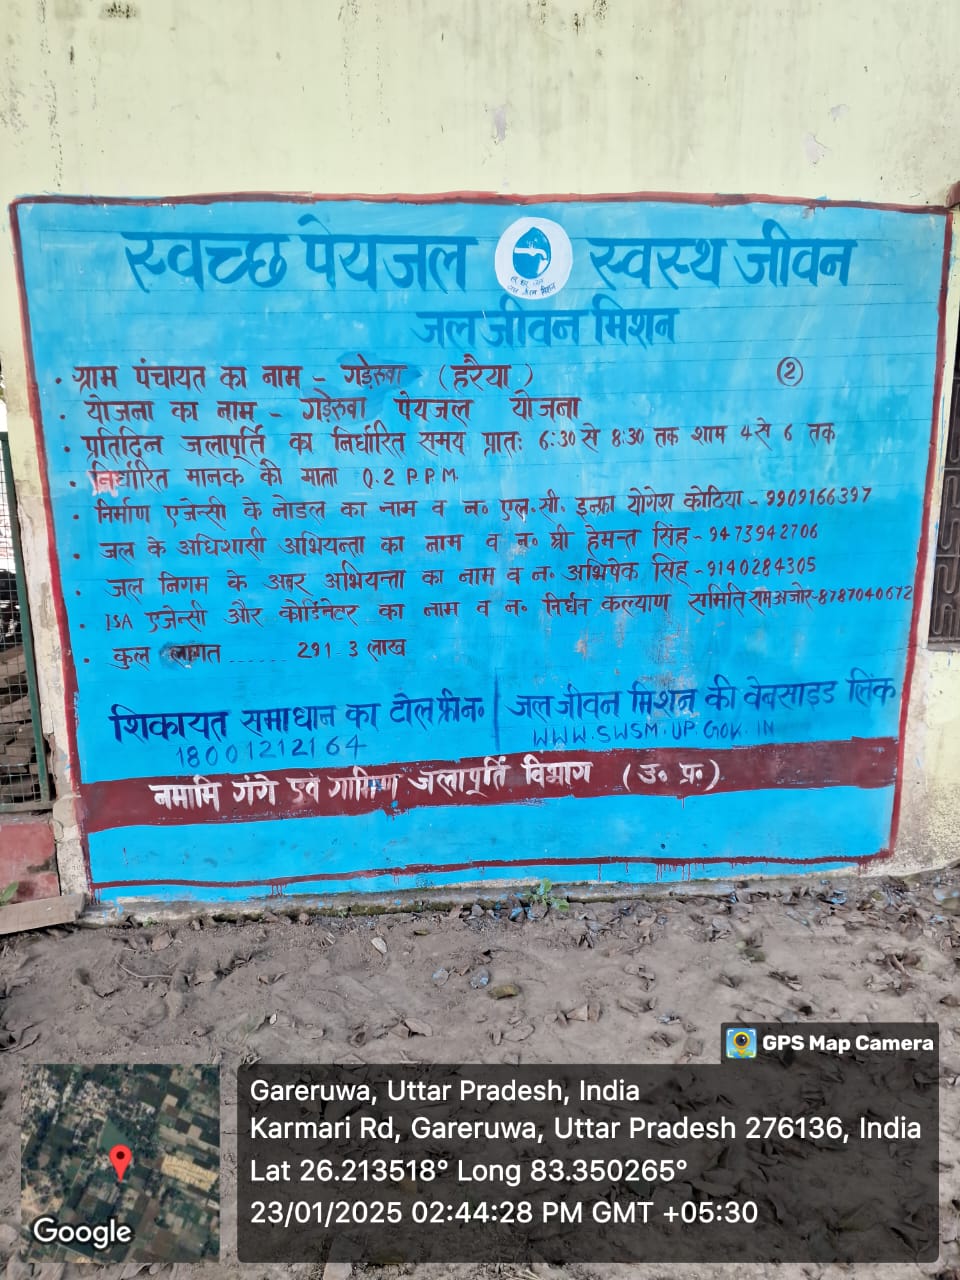 स्वच्छ पेयजल स्वस्थ जीवन
जल जीवन मिशन
• ग्राम पंचायत का नाम - गड़ेरुवा (हरैया) 2
• योजना का नाम - गड़ेरुवा पेयजल योजना
• प्रतिदिन जलापूर्ति का निर्धारित समय प्रातः 6:30 से 8:30 तक शाम 4 से 6 तक
• निर्धारित मानक की मात्रा 0.2 P.P.M.
• निर्माण एजेन्सी के नोडल का नाम व न० एल.सी. इन्फ्रा योगेश कोठिया - 9909166397
• जल के अधिशासी अभियन्ता का नाम व न० श्री हेमन्त सिंह - 9473942706
जल निगम के अवर अभियन्ता का नाम व न० अभिषेक सिंह - 9140284305
• ISA एजेन्सी और कोर्डिनेटर का नाम व न० निर्धन कल्याण समिति रामअजोर - 8787040672
• कुल लागत ...... 291.3 लाख
शिकायत समाधान का टोल फ्री न०
18001212164
जल जीवन मिशन की वेबसाइड लिंक
WWW.SWSM.UP.GOV.IN
नमामि गंगे एवं ग्रामिण जलापूर्ति विभाग (उ० प्र०)
GPS Map Camera
Gareruwa, Uttar Pradesh, India
Karmari Rd, Gareruwa, Uttar Pradesh 276136, India
Lat 26.213518° Long 83.350265°
23/01/2025 02:44:28 PM GMT +05:30
Google